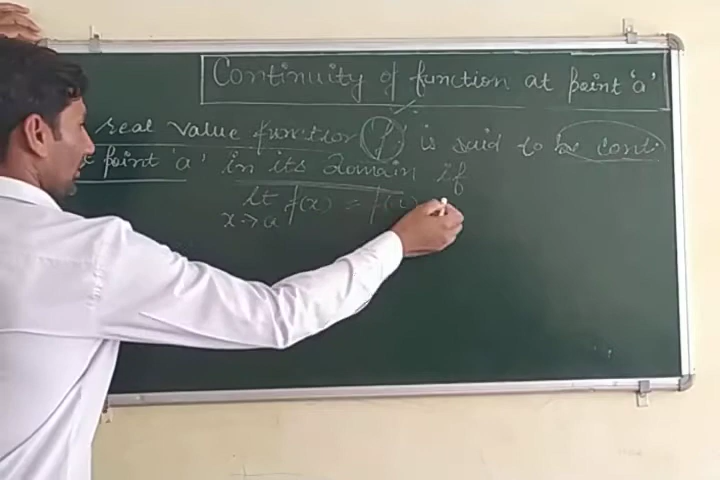 Continuity of function at point 'a'
real value function f is said to be cont.
point 'a' in its domain if
lt f(x) = f(a)
x→a